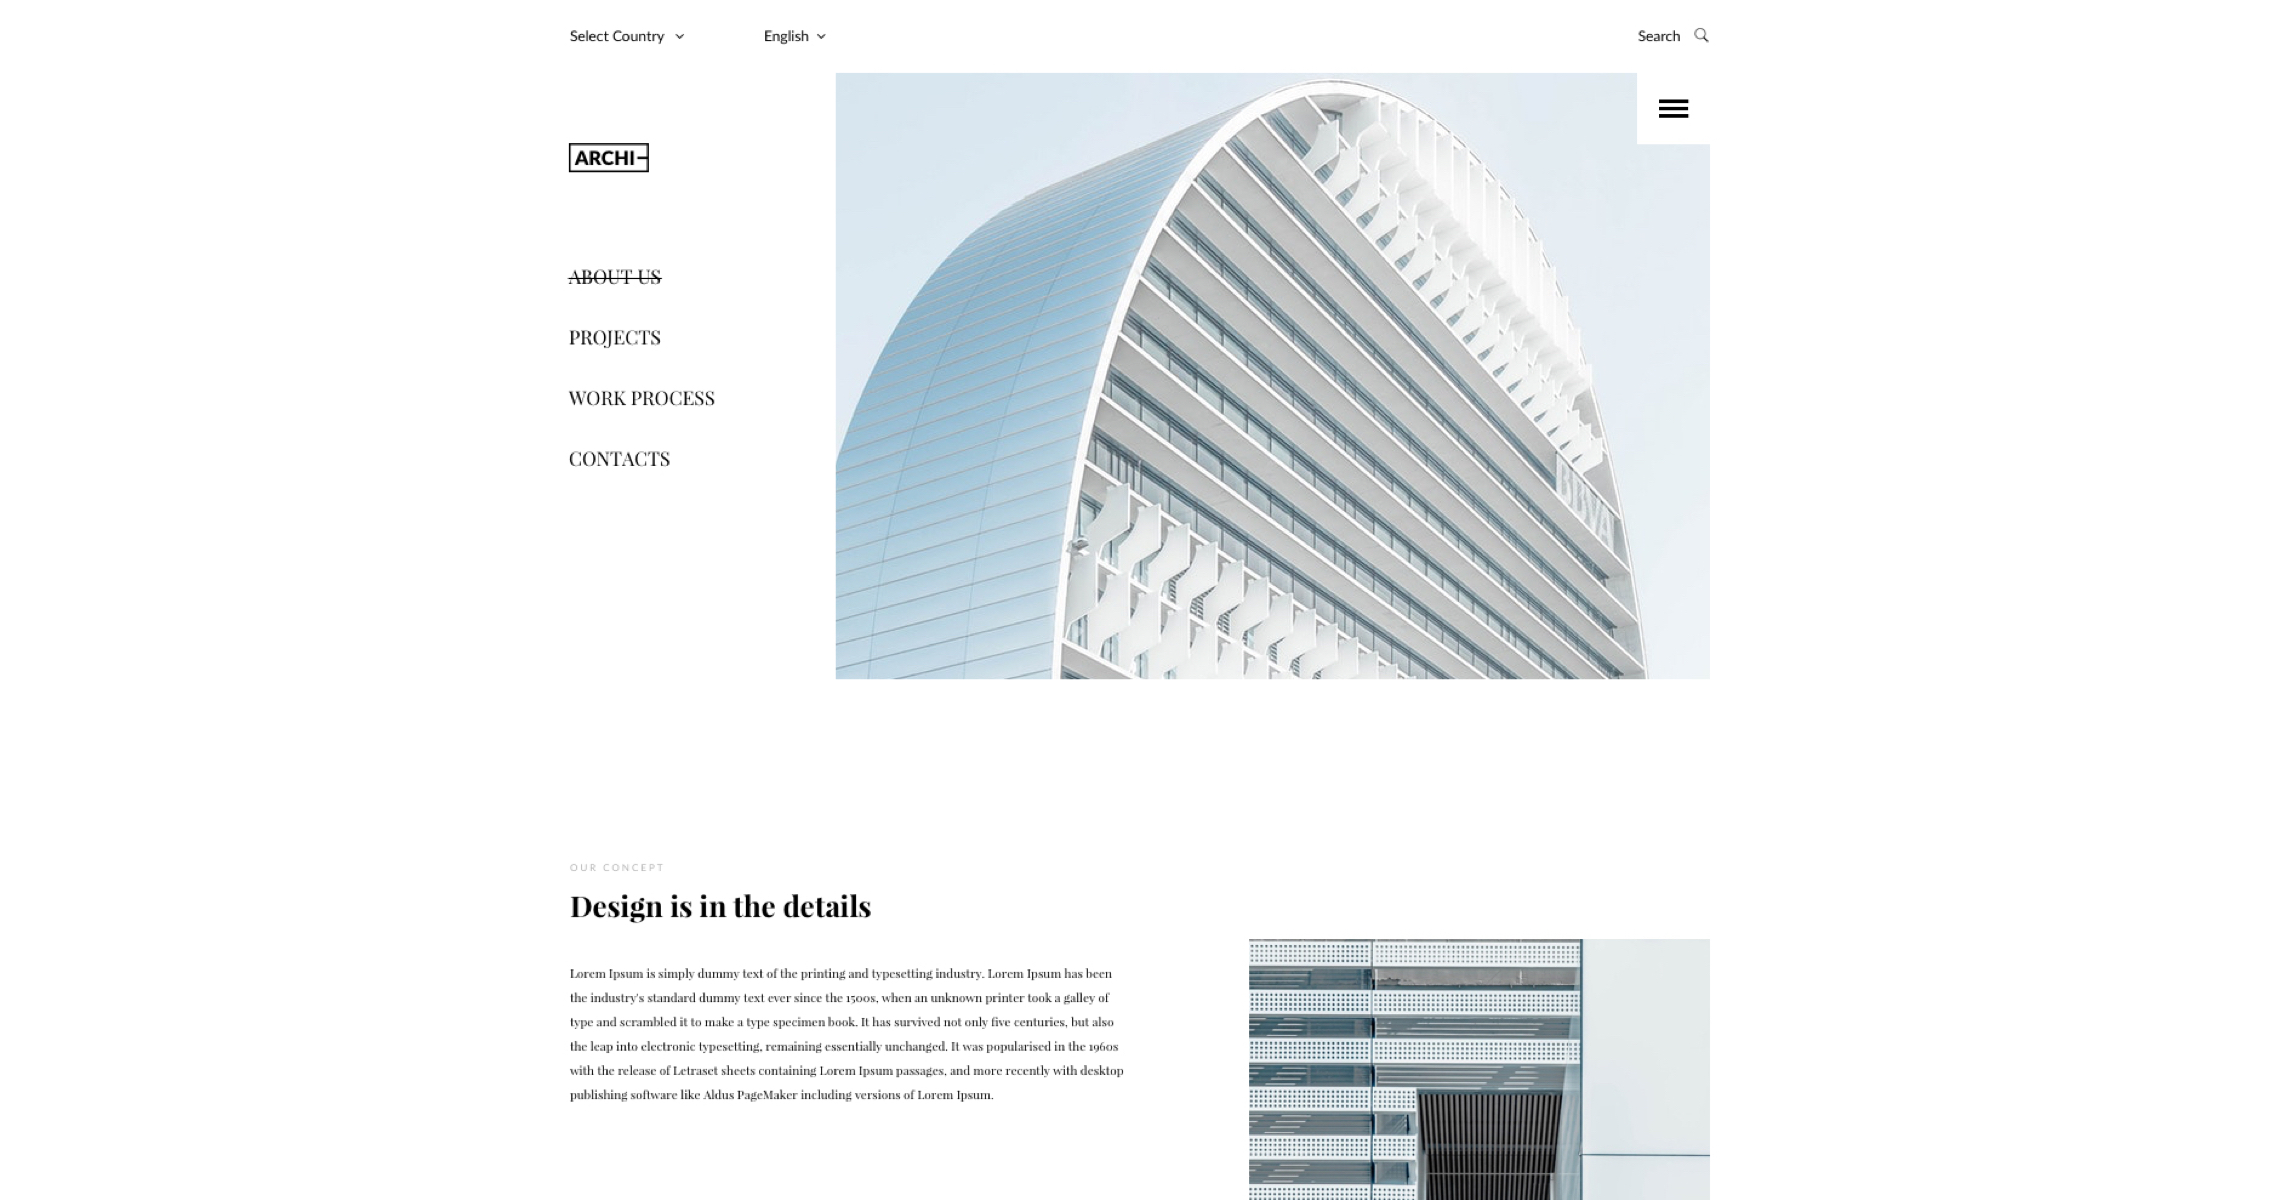 Select Country
English
Search
ARCHI
ABOUT US
PROJECTS
WORK PROCESS
CONTACTS
BBVA
OUR CONCEPT
Design is in the details
Lorem Ipsum is simply dummy text of the printing and typesetting industry. Lorem Ipsum has been
the industry's standard dummy text ever since the 1500s, when an unknown printer took a galley of
type and scrambled it to make a type specimen book. It has survived not only five centuries, but also
the leap into electronic typesetting, remaining essentially unchanged. It was popularised in the 1960s
with the release of Letraset sheets containing Lorem Ipsum passages, and more recently with desktop
publishing software like Aldus PageMaker including versions of Lorem Ipsum.